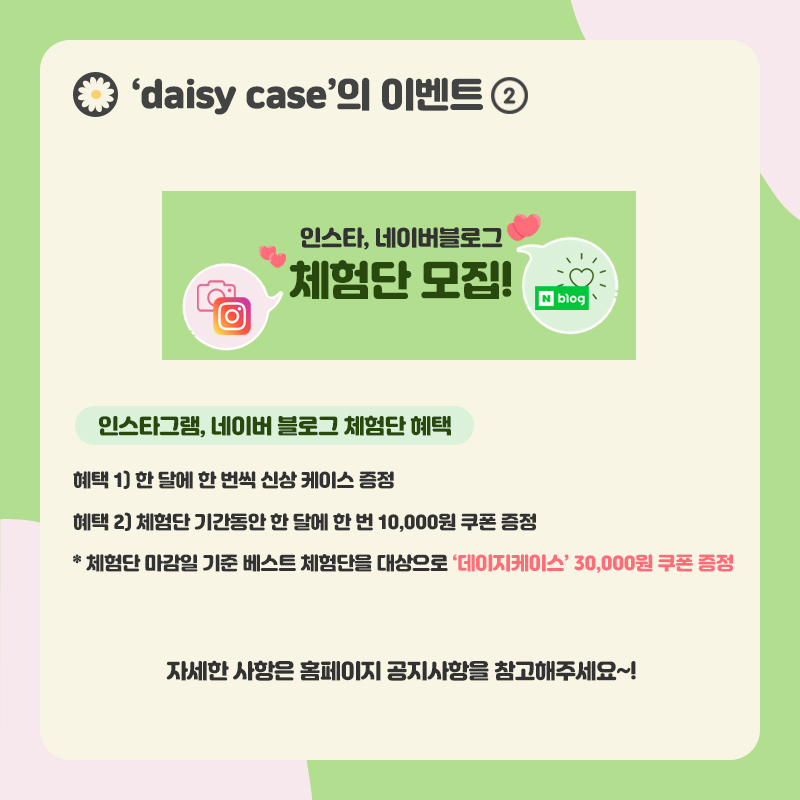 ‘daisy case’의 이벤트 ②
인스타, 네이버블로그
체험단 모집!
N blog
인스타그램, 네이버 블로그 체험단 혜택
혜택 1) 한 달에 한 번씩 신상 케이스 증정
혜택 2) 체험단 기간동안 한 달에 한 번 10,000원 쿠폰 증정
* 체험단 마감일 기준 베스트 체험단을 대상으로 ‘데이지케이스’ 30,000원 쿠폰 증정
자세한 사항은 홈페이지 공지사항을 참고해주세요~!